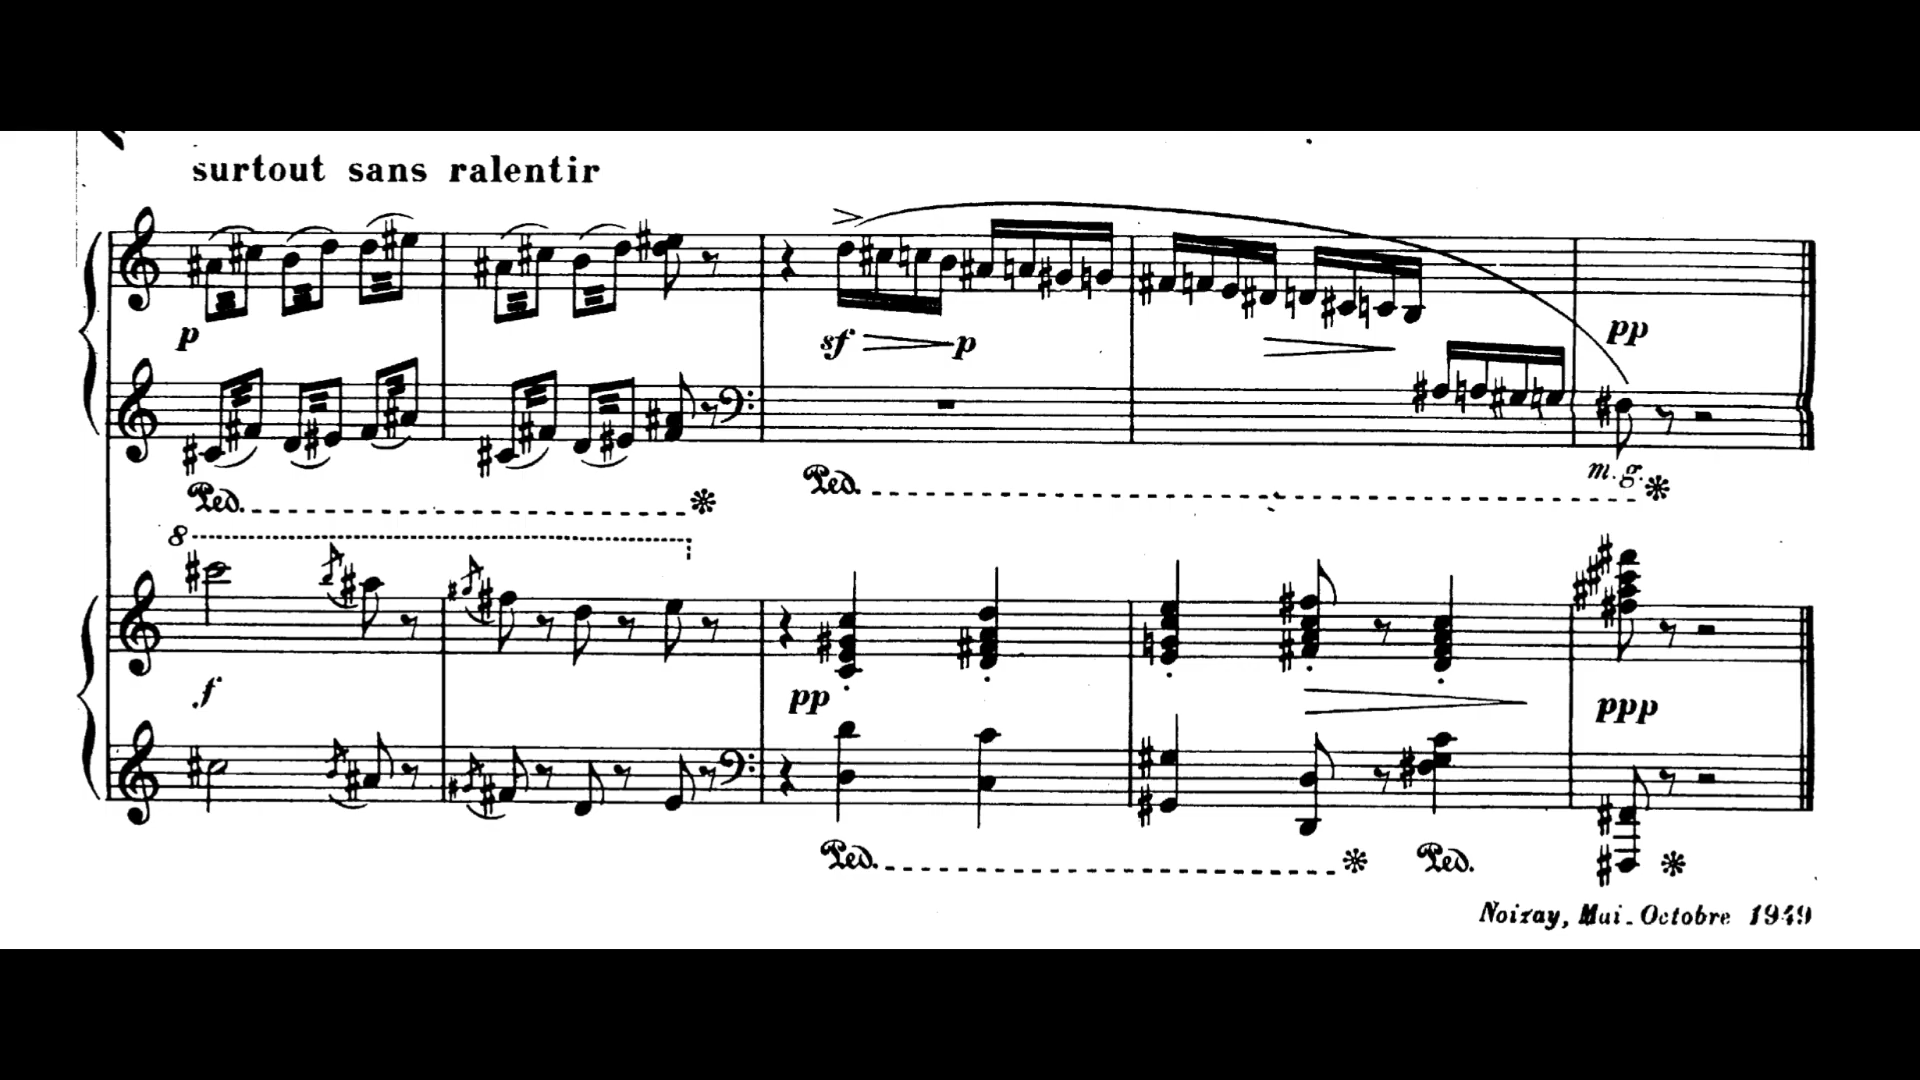 surtout sans ralentir
p
sf p
pp
Ped. *
Ped. m.g. *
8
f
pp
ppp
Ped. * Ped. *
Noizay, Mai-Octobre 1949